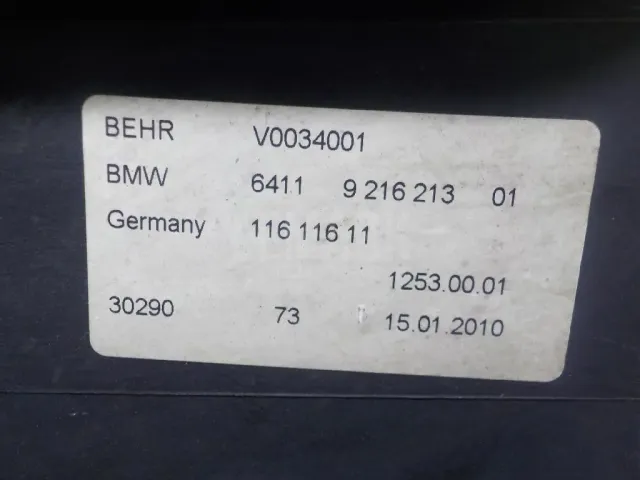 BEHR V0034001
BMW 6411 9 216 213 01
Germany 116 116 11
1253.00.01
30290 73 15.01.2010